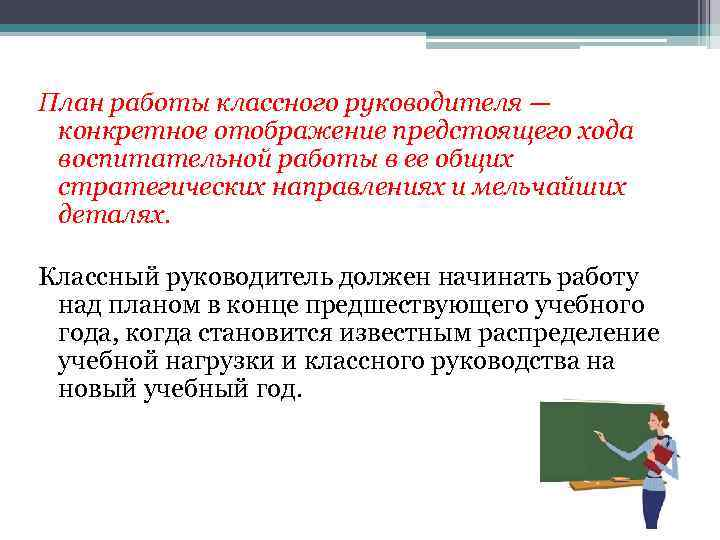 План работы классного руководителя —
конкретное отображение предстоящего хода
воспитательной работы в ее общих
стратегических направлениях и мельчайших
деталях.
Классный руководитель должен начинать работу
над планом в конце предшествующего учебного
года, когда становится известным распределение
учебной нагрузки и классного руководства на
новый учебный год.